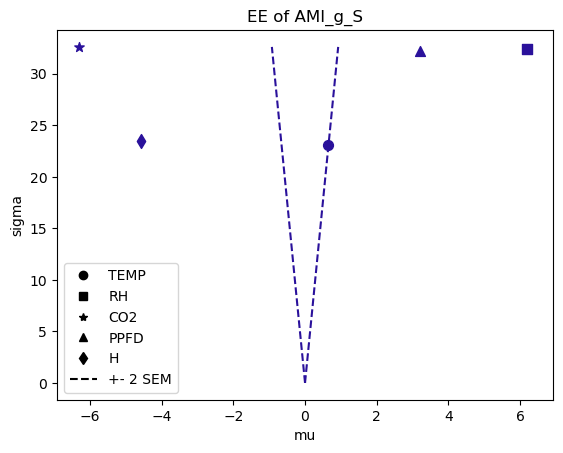 EE of AMI_g_S
sigma
30
25
20
15
10
5
0
TEMP
RH
CO2
PPFD
H
+- 2 SEM
−6
−4
−2
0
2
4
6
mu